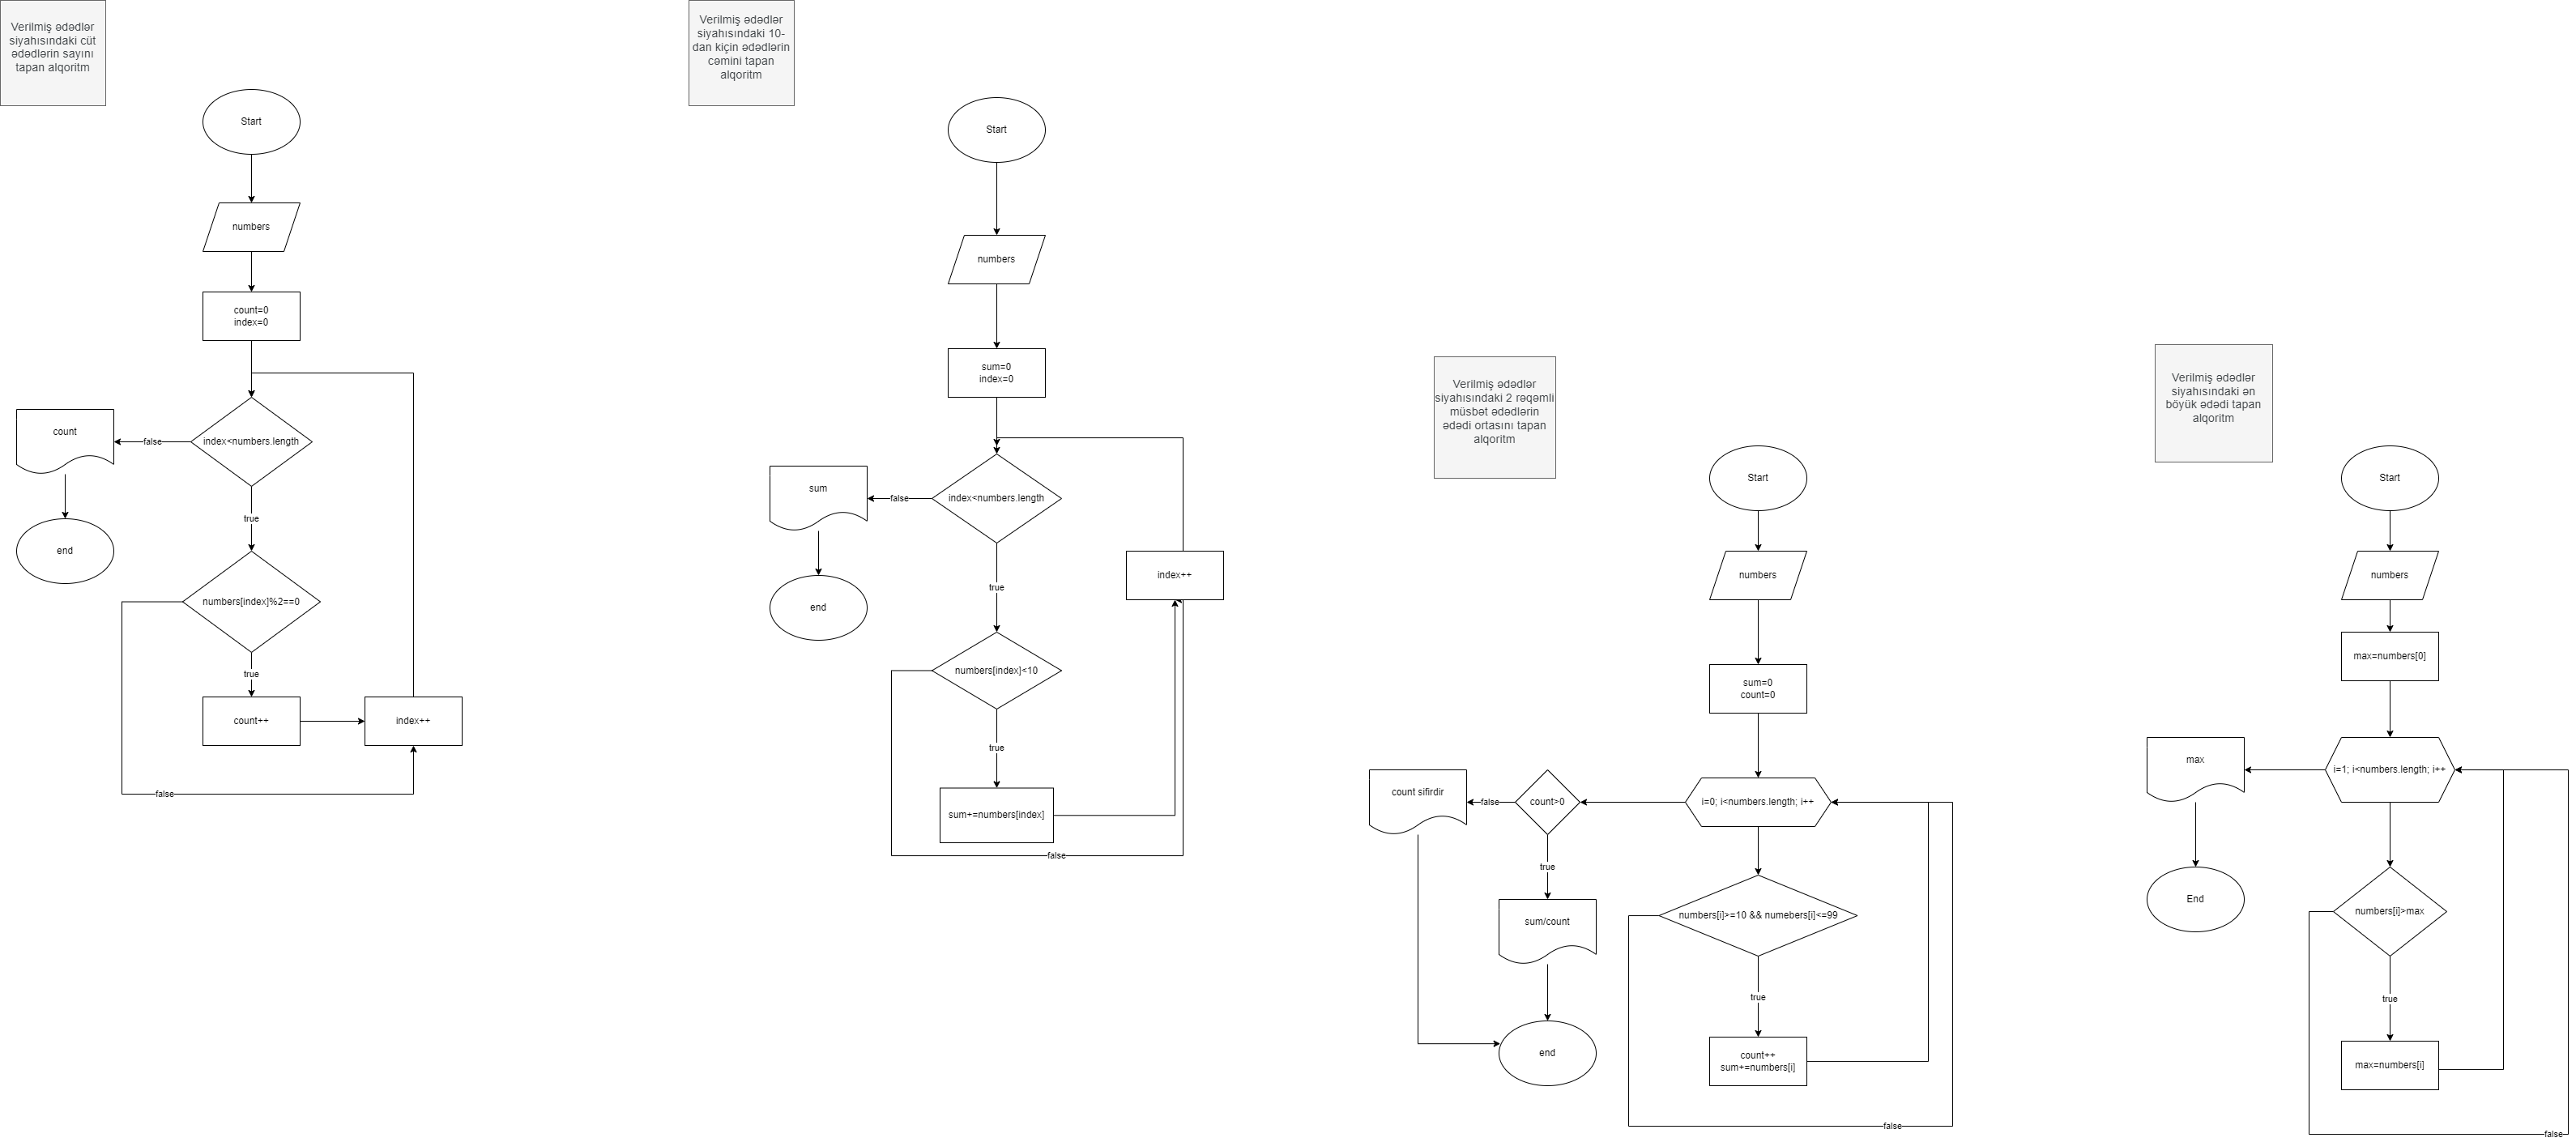 Verilmiş ədədlər
siyahısındaki cüt
ədədlərin sayını
tapan alqoritm
Start
numbers
count=0
index=0
index<numbers.length
false
count
end
true
numbers[index]%2==0
true
count++
index++
false
Verilmiş ədədlər
siyahısındaki 10-
dan kiçin ədədlərin
cəmini tapan
alqoritm
Start
numbers
sum=0
index=0
index<numbers.length
false
sum
end
true
index++
numbers[index]<10
true
sum+=numbers[index]
false
Verilmiş ədədlər
siyahısındaki 2 rəqəmli
müsbət ədədlərin
ədədi ortasını tapan
alqoritm
Start
numbers
sum=0
count=0
i=0; i<numbers.length; i++
count>0
false
count sifirdir
true
sum/count
end
numbers[i]>=10 && numebers[i]<=99
true
count++
sum+=numbers[i]
false
Verilmiş ədədlər
siyahısındaki ən
böyük ədədi tapan
alqoritm
Start
numbers
max=numbers[0]
i=1; i<numbers.length; i++
max
End
numbers[i]>max
true
max=numbers[i]
false